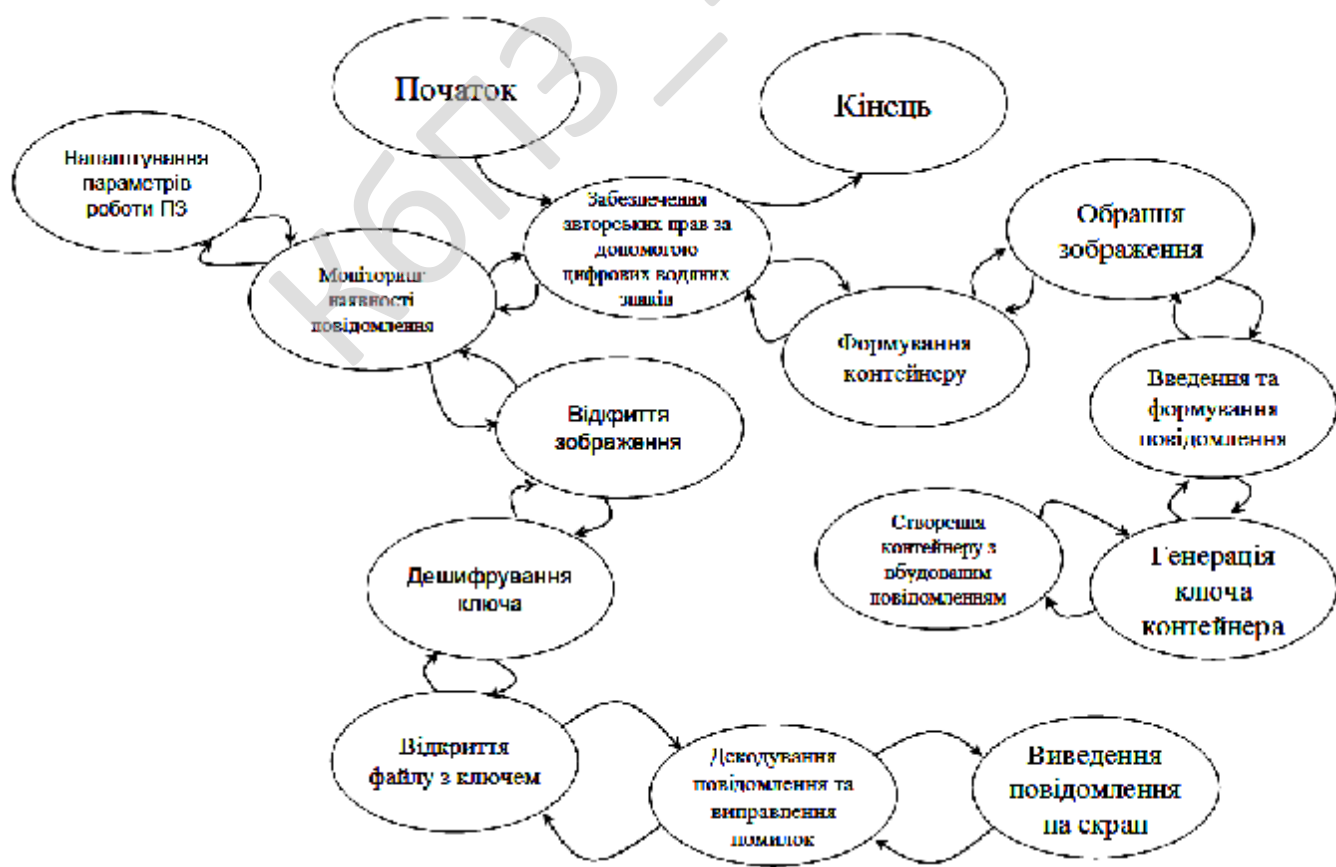 Початок
Кінець
Налаштування
параметрів
роботи ПЗ
Забезпечення
авторських прав за
допомогою
цифрових водяних
знаків
Обрання
зображення
Моніторинг
наявності
повідомлення
Формування
контейнеру
Введення та
формування
повідомлення
Відкриття
зображення
Створення
контейнеру з
вбудованим
повідомленням
Генерація
ключа
контейнера
Дешифрування
ключа
Відкриття
файлу з ключем
Декодування
повідомлення та
виправлення
помилок
Виведення
повідомлення
на екран
КбПЗ_